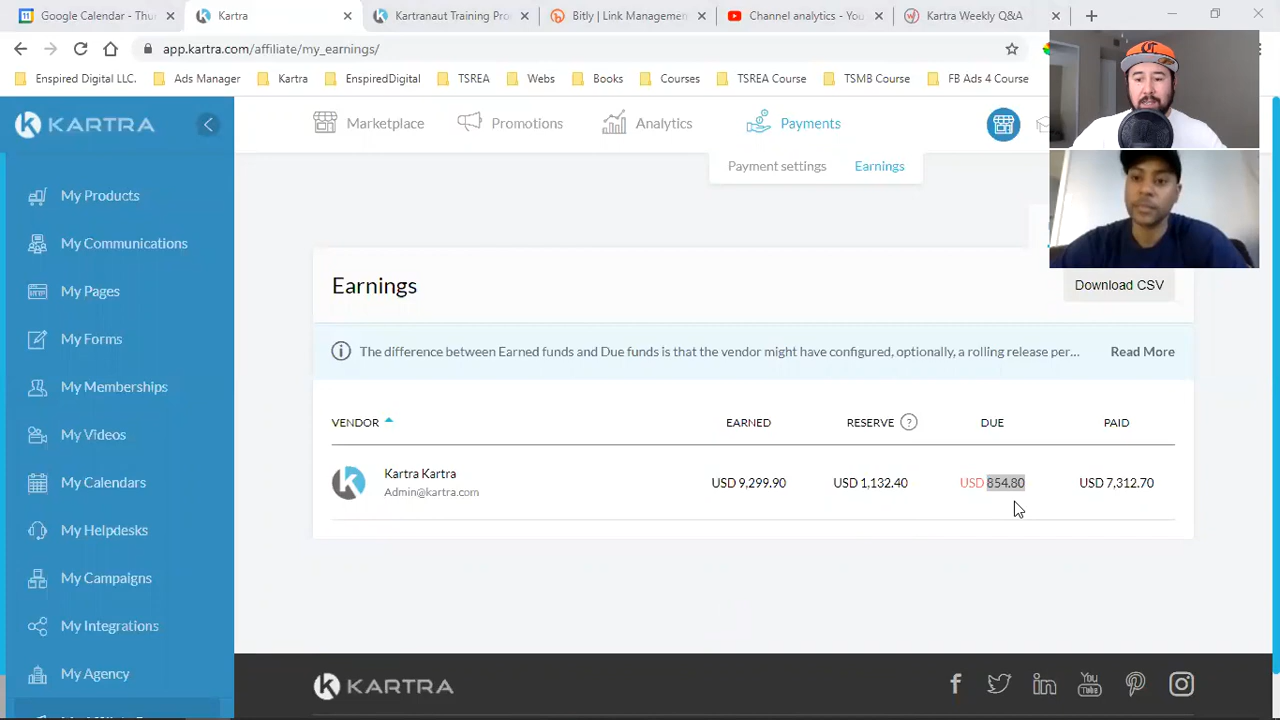 Google Calendar - Thu
Kartra
Kartranaut Training Pro
Bitly | Link Managemen
Channel analytics - You
Kartra Weekly Q&A
app.kartra.com/affiliate/my_earnings/
Enspired Digital LLC.
Ads Manager
Kartra
EnspiredDigital
TSREA
Webs
Books
Courses
TSREA Course
TSMB Course
FB Ads 4 Course
KARTRA
Marketplace
Promotions
Analytics
Payments
Payment settings
Earnings
My Products
My Communications
My Pages
My Forms
My Memberships
My Videos
My Calendars
My Helpdesks
My Campaigns
My Integrations
My Agency
Earnings
Download CSV
The difference between Earned funds and Due funds is that the vendor might have configured, optionally, a rolling release per...
Read More
VENDOR
EARNED
RESERVE
DUE
PAID
Kartra Kartra
Admin@kartra.com
USD 9,299.90
USD 1,132.40
USD 854.80
USD 7,312.70
KARTRA